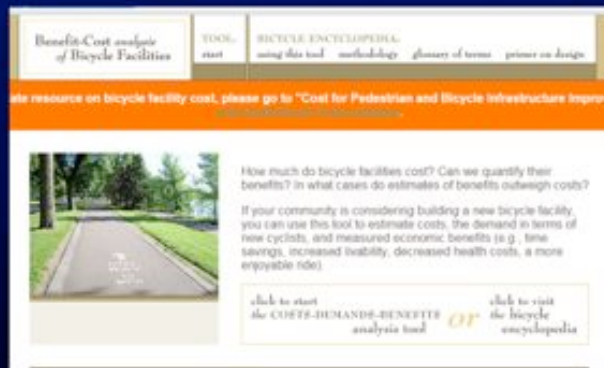 Benefit-Cost analysis
of Bicycle Facilities
TOOL:
start
BICYCLE ENCYCLOPEDIA:
using this tool methodology glossary of terms primer on design
ate resource on bicycle facility cost, please go to "Cost for Pedestrian and Bicycle Infrastructure Improv
How much do bicycle facilities cost? Can we quantify their
benefits? In what cases do estimates of benefits outweigh costs?
If your community is considering building a new bicycle facility,
you can use this tool to estimate costs, the demand in terms of
new cyclists, and measured economic benefits (e.g., time
savings, increased livability, decreased health costs, a more
enjoyable ride).
click to start
the COSTS-DEMANDS-BENEFITS
analysis tool
or
click to visit
the bicycle
encyclopedia